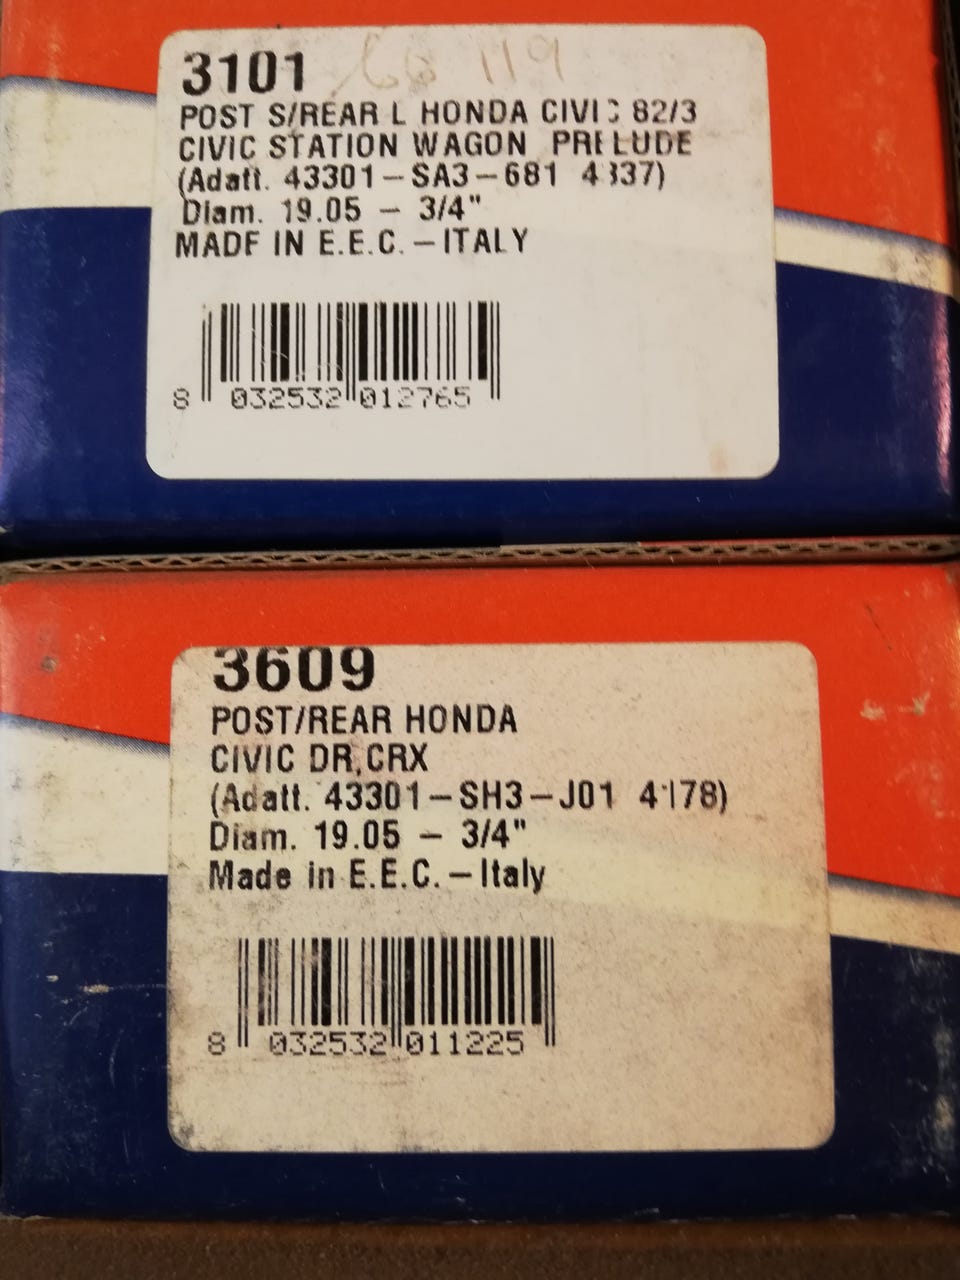 3101
POST S/REAR L HONDA CIVIC 82/3
CIVIC STATION WAGON PRELUDE
(Adatt. 43301-SA3-681
Diam. 19.05 - 3/4"
MADE IN E.E.C. - ITALY
8 032532 012765
3609
POST/REAR HONDA
CIVIC DR,CRX
(Adatt. 43301-SH3-J01
Diam. 19.05 - 3/4"
Made in E.E.C. - Italy
8 032532 011225